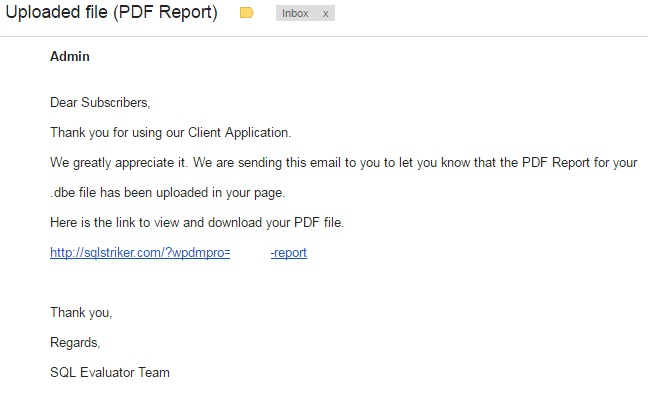 Uploaded file (PDF Report) Inbox x
Admin
Dear Subscribers,
Thank you for using our Client Application.
We greatly appreciate it. We are sending this email to you to let you know that the PDF Report for your
.dbe file has been uploaded in your page.
Here is the link to view and download your PDF file.
http://sqlstriker.com/?wpdmpro= -report
Thank you,
Regards,
SQL Evaluator Team